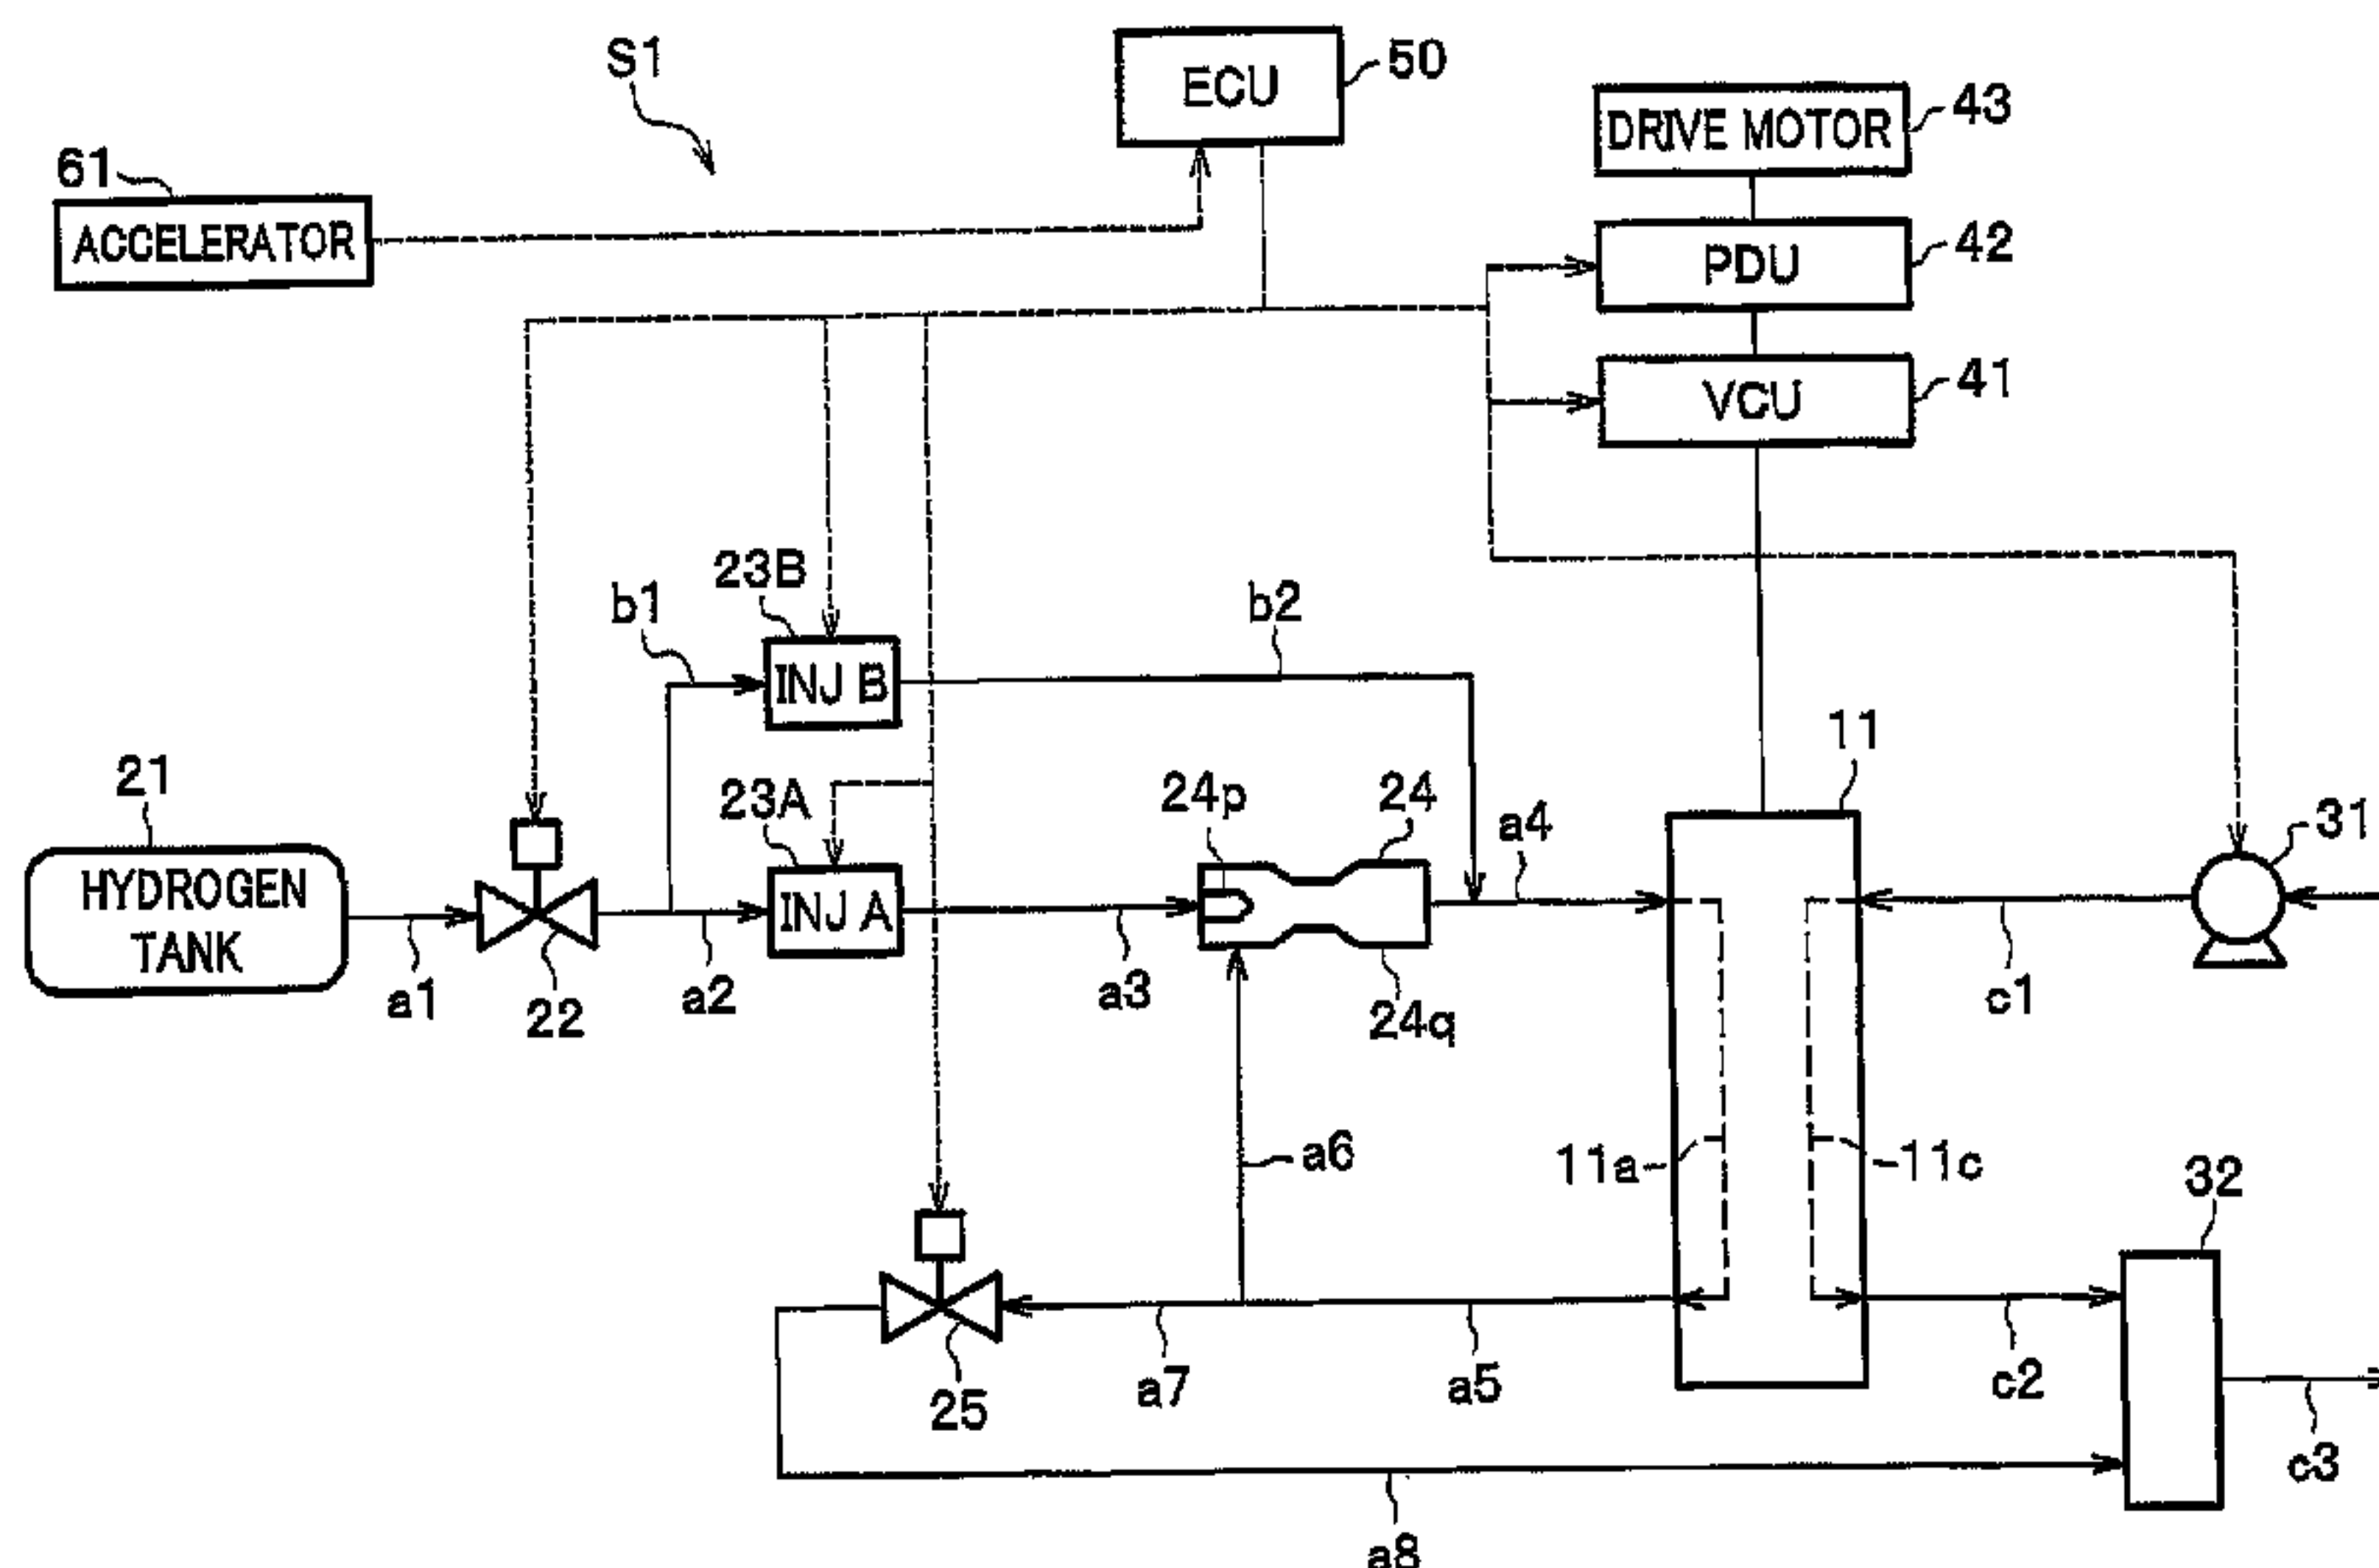 S1
ECU
50
DRIVE MOTOR
43
61
ACCELERATOR
PDU
42
VCU
41
23B
b1
b2
INJ B
11
21
23A
24p
24
a4
31
HYDROGEN
TANK
INJ A
a1
22
a2
a3
24q
c1
a6
11a
11c
32
25
a7
a5
c2
c3
a8